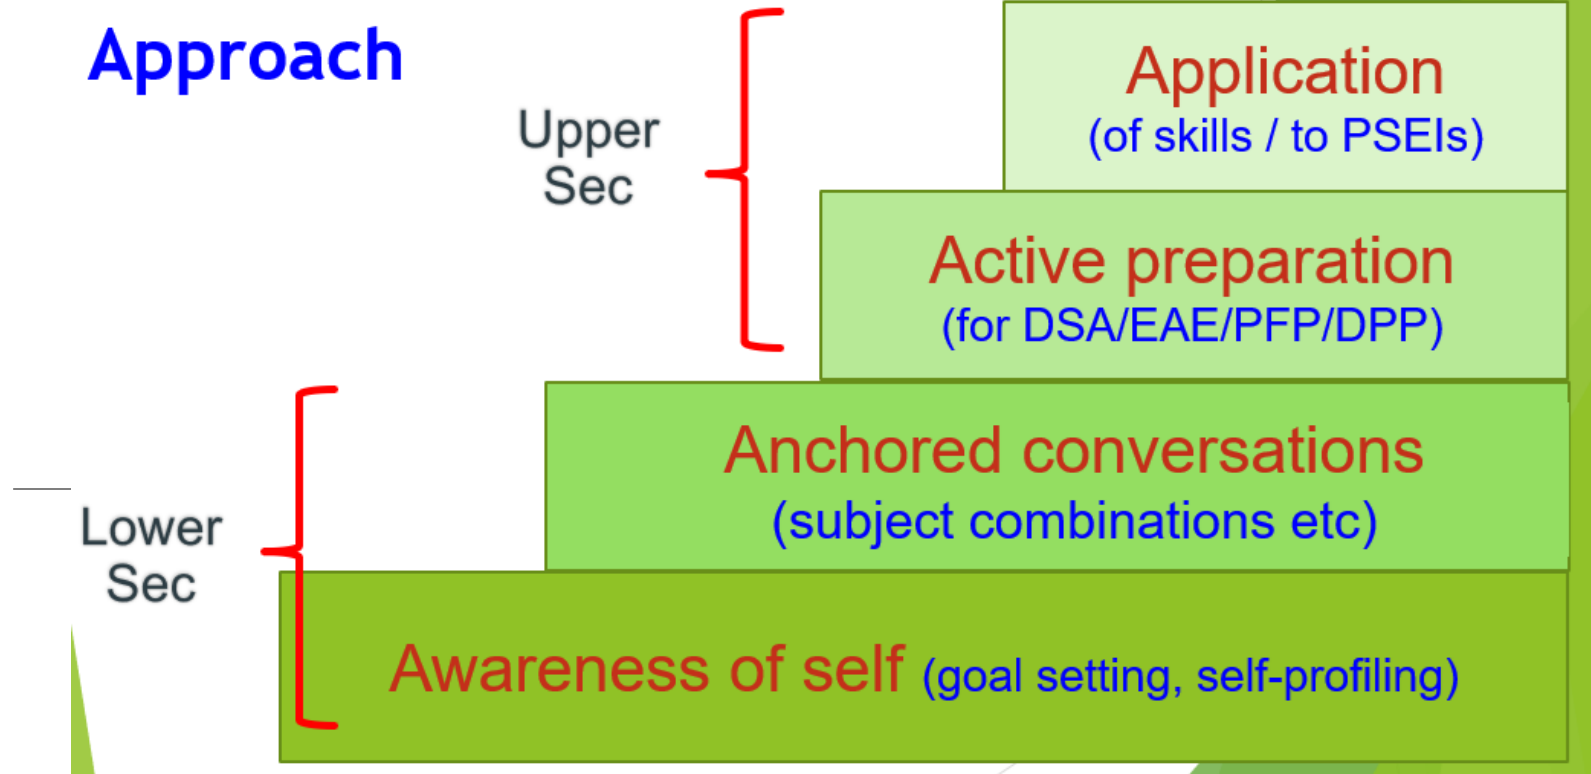 Approach
Upper
Sec
Application
(of skills / to PSEIs)
Active preparation
(for DSA/EAE/PFP/DPP)
Lower
Sec
Anchored conversations
(subject combinations etc)
Awareness of self (goal setting, self-profiling)